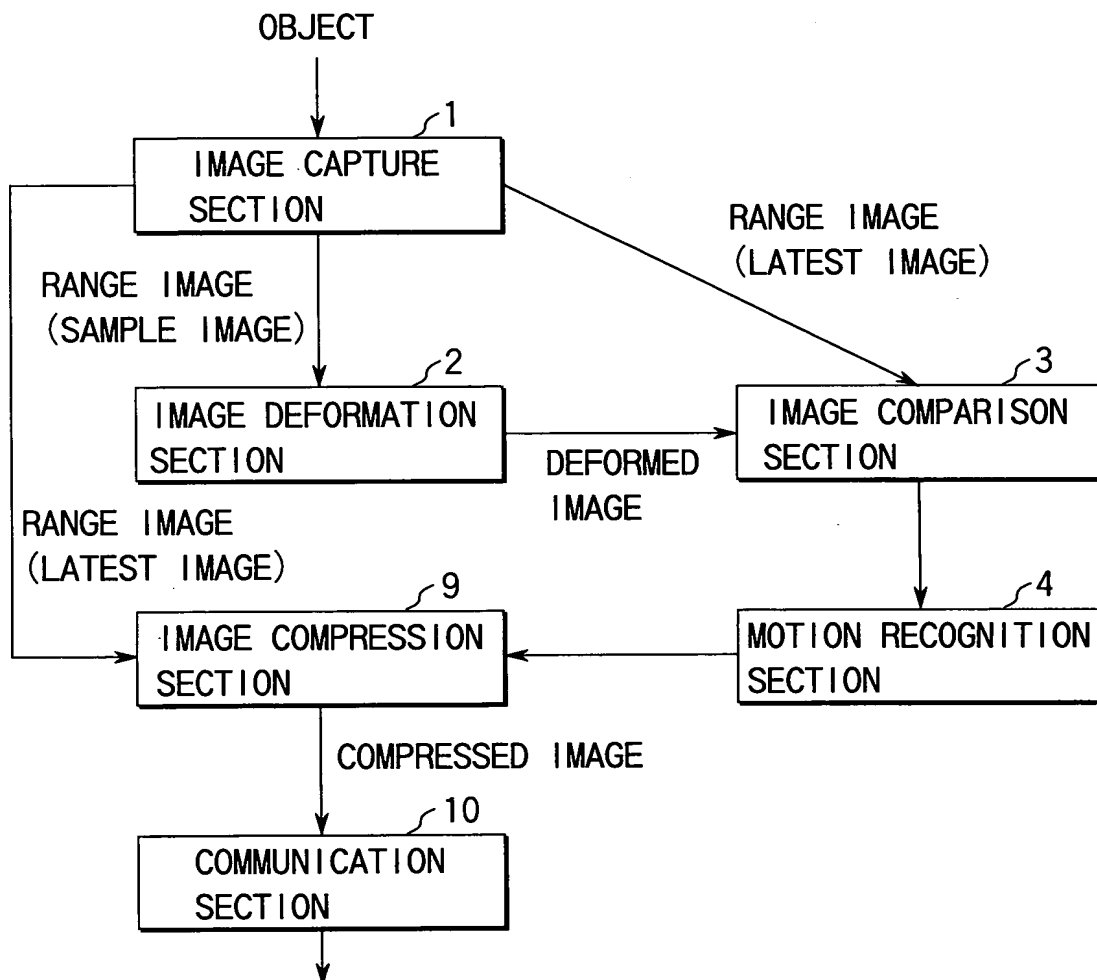 OBJECT
1
IMAGE CAPTURE
SECTION
RANGE IMAGE
(LATEST IMAGE)
RANGE IMAGE
(SAMPLE IMAGE)
2
IMAGE DEFORMATION
SECTION
3
IMAGE COMPARISON
SECTION
DEFORMED
IMAGE
RANGE IMAGE
(LATEST IMAGE)
9
IMAGE COMPRESSION
SECTION
4
MOTION RECOGNITION
SECTION
COMPRESSED IMAGE
10
COMMUNICATION
SECTION